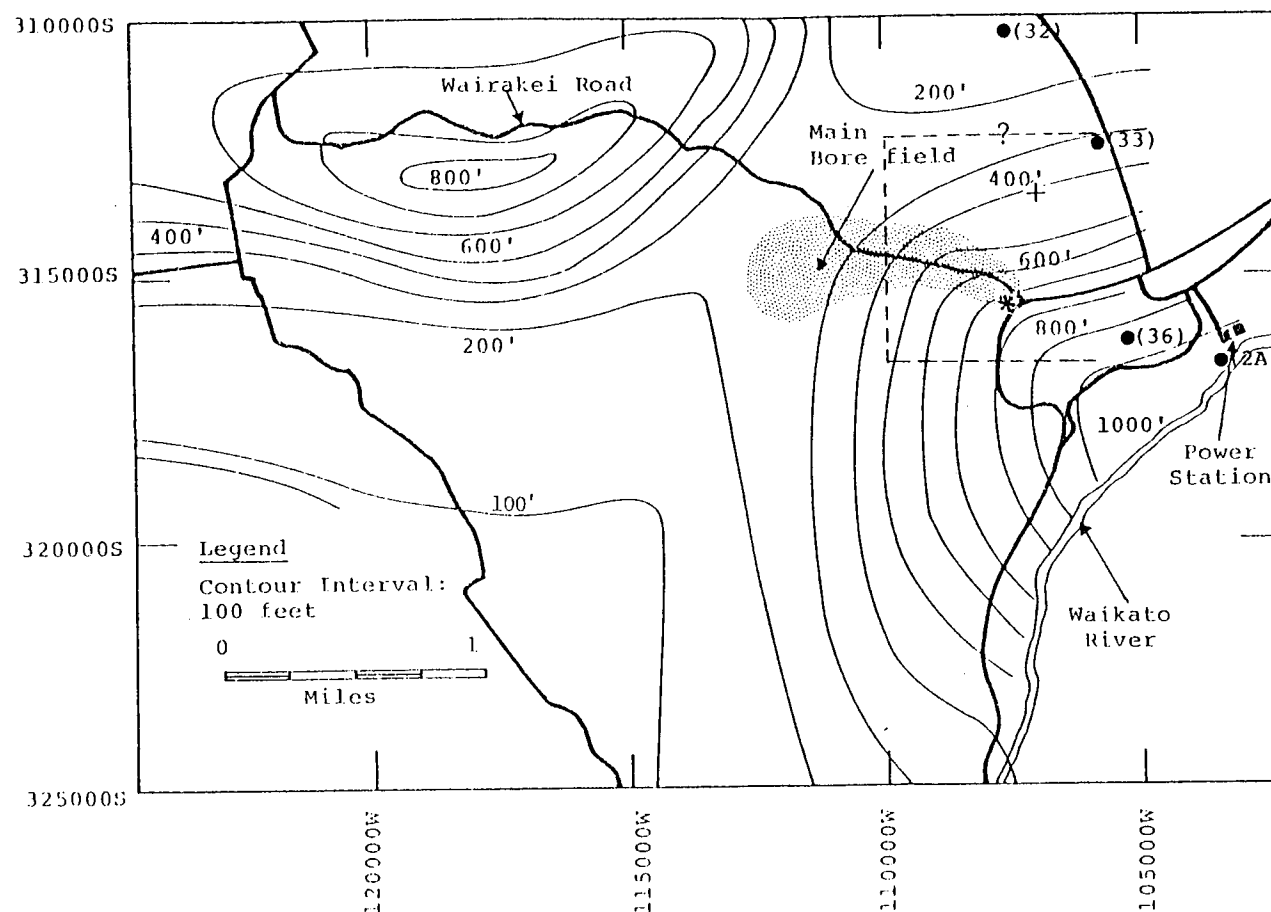 310000S
(32)
Wairakei Road
200'
Main
Bore field
?
(33)
800'
400'
400'
600'
600'
315000S
800'
(36)
(2A
200'
1000'
Power
Station
100'
320000S
Legend
Contour Interval:
100 feet
0 1
Miles
Waikato
River
325000S
120000W
115000W
110000W
105000W